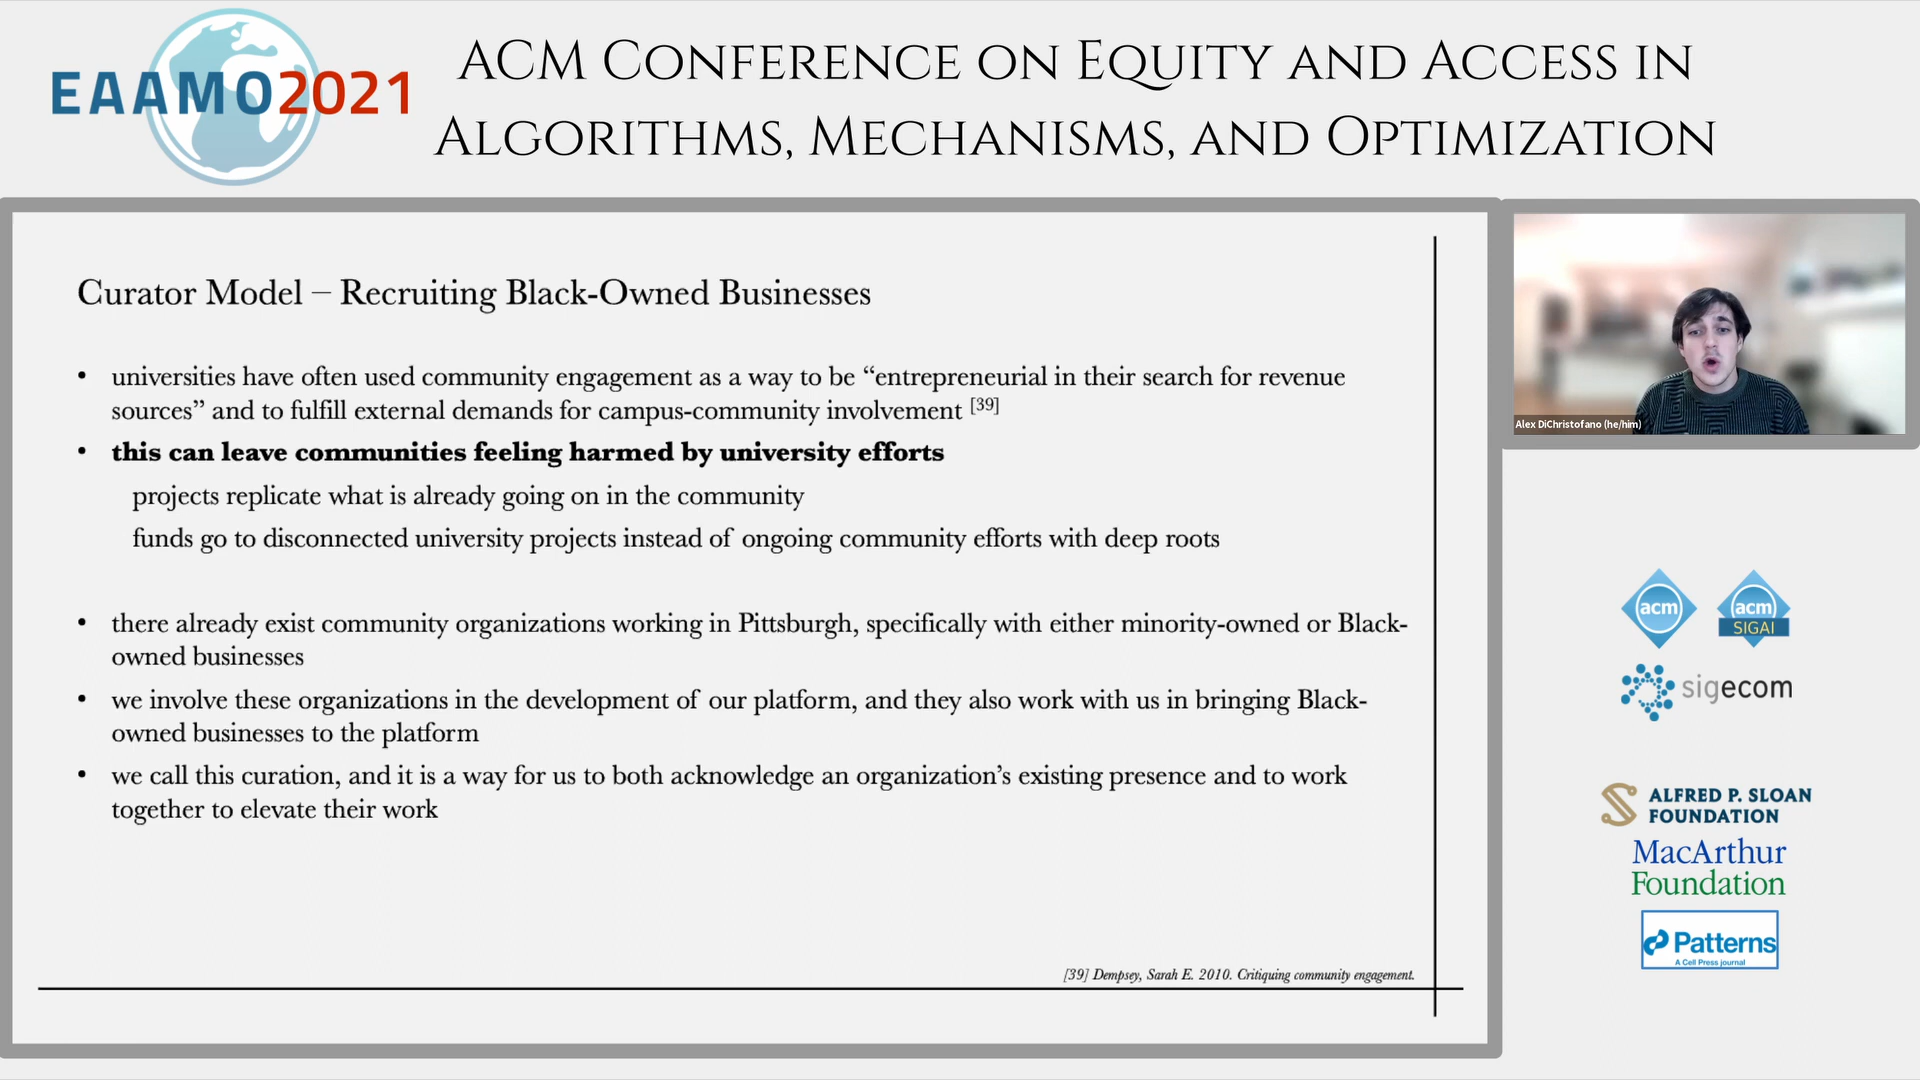 EAAMO2021
ACM Conference on Equity and Access in
Algorithms, Mechanisms, and Optimization
Curator Model – Recruiting Black-Owned Businesses
• universities have often used community engagement as a way to be “entrepreneurial in their search for revenue
sources” and to fulfill external demands for campus-community involvement [39]
• this can leave communities feeling harmed by university efforts
projects replicate what is already going on in the community
funds go to disconnected university projects instead of ongoing community efforts with deep roots
• there already exist community organizations working in Pittsburgh, specifically with either minority-owned or Black-
owned businesses
• we involve these organizations in the development of our platform, and they also work with us in bringing Black-
owned businesses to the platform
• we call this curation, and it is a way for us to both acknowledge an organization’s existing presence and to work
together to elevate their work
[39] Dempsey, Sarah E. 2010. Critiquing community engagement.
Alex DiChristofano (he/him)
acm
acm
SIGAI
sigecom
ALFRED P. SLOAN
FOUNDATION
MacArthur
Foundation
Patterns
A Cell Press journal